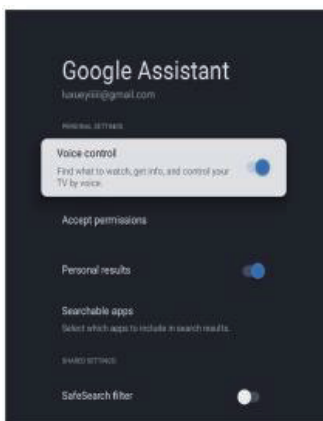 Google Assistant
PERSONAL SETTINGS
Voice control
Find what to watch, get info, and control your
TV by voice.
Accept permissions
Personal results
Searchable apps
Select which apps to include in search results.
SHARED SETTINGS
SafeSearch filter